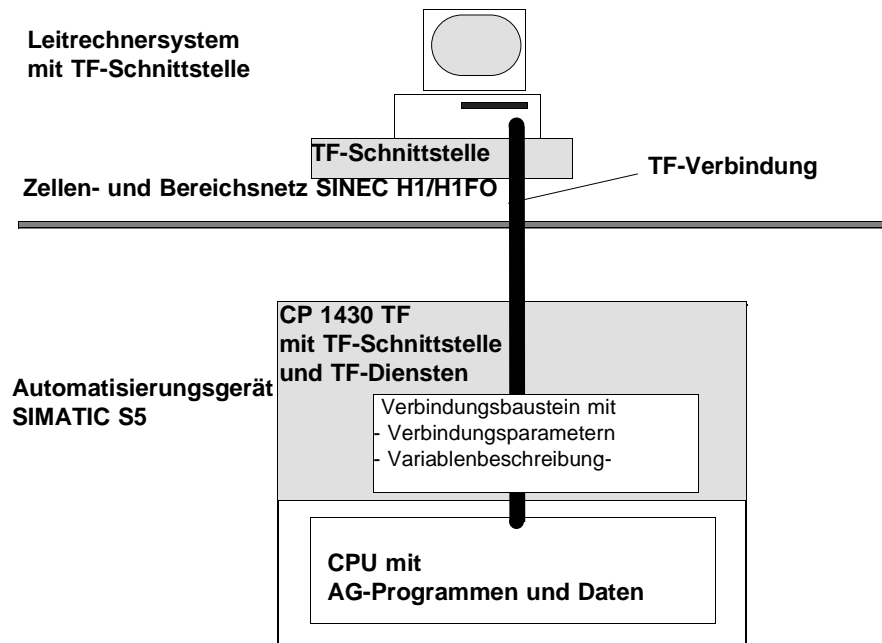 Leitrechnersystem
mit TF-Schnittstelle
TF-Schnittstelle
TF-Verbindung
Zellen- und Bereichsnetz SINEC H1/H1FO
CP 1430 TF
mit TF-Schnittstelle
und TF-Diensten
Automatisierungsgerät
SIMATIC S5
Verbindungsbaustein mit
- Verbindungsparametern
- Variablenbeschreibung-
CPU mit
AG-Programmen und Daten